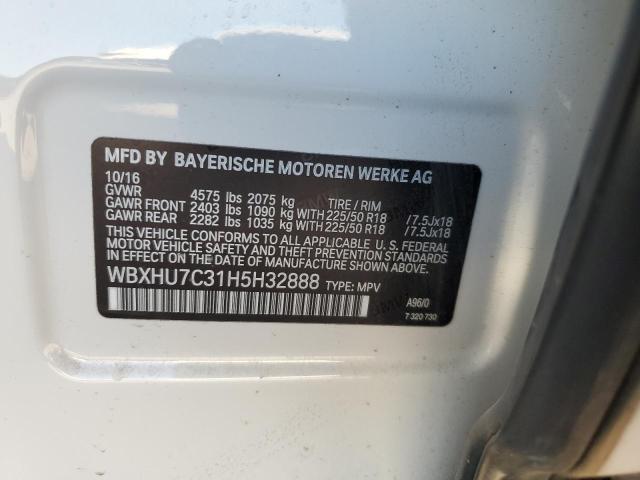 MFD BY BAYERISCHE MOTOREN WERKE AG
10/16
GVWR 4575 lbs 2075 kg TIRE / RIM
GAWR FRONT 2403 lbs 1090 kg WITH 225/50 R18 /7.5Jx18
GAWR REAR 2282 lbs 1035 kg WITH 225/50 R18 /7.5Jx18
THIS VEHICLE CONFORMS TO ALL APPLICABLE U. S. FEDERAL
MOTOR VEHICLE SAFETY AND THEFT PREVENTION STANDARDS
IN EFFECT ON THE DATE OF MANUFACTURE SHOWN ABOVE.
WBXHU7C31H5H32888 TYPE: MPV
A96/0
7 320 730